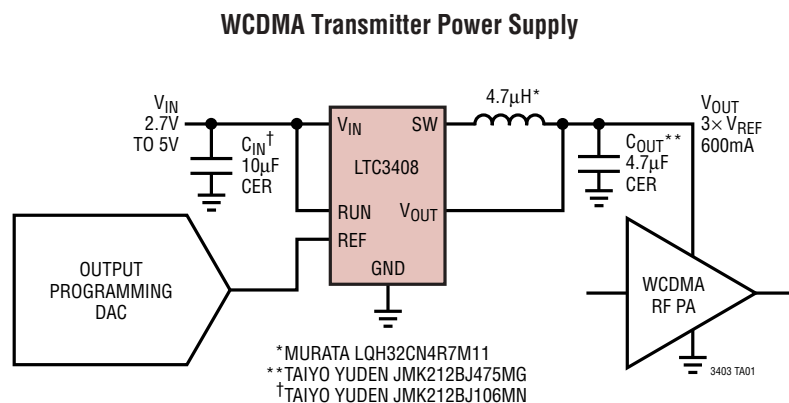 WCDMA Transmitter Power Supply
VIN
2.7V
TO 5V
CIN†
10µF
CER
VIN
SW
LTC3408
RUN
VOUT
REF
GND
4.7µH*
COUT**
4.7µF
CER
VOUT
3× VREF
600mA
OUTPUT
PROGRAMMING
DAC
WCDMA
RF PA
*MURATA LQH32CN4R7M11
**TAIYO YUDEN JMK212BJ475MG
†TAIYO YUDEN JMK212BJ106MN
3403 TA01